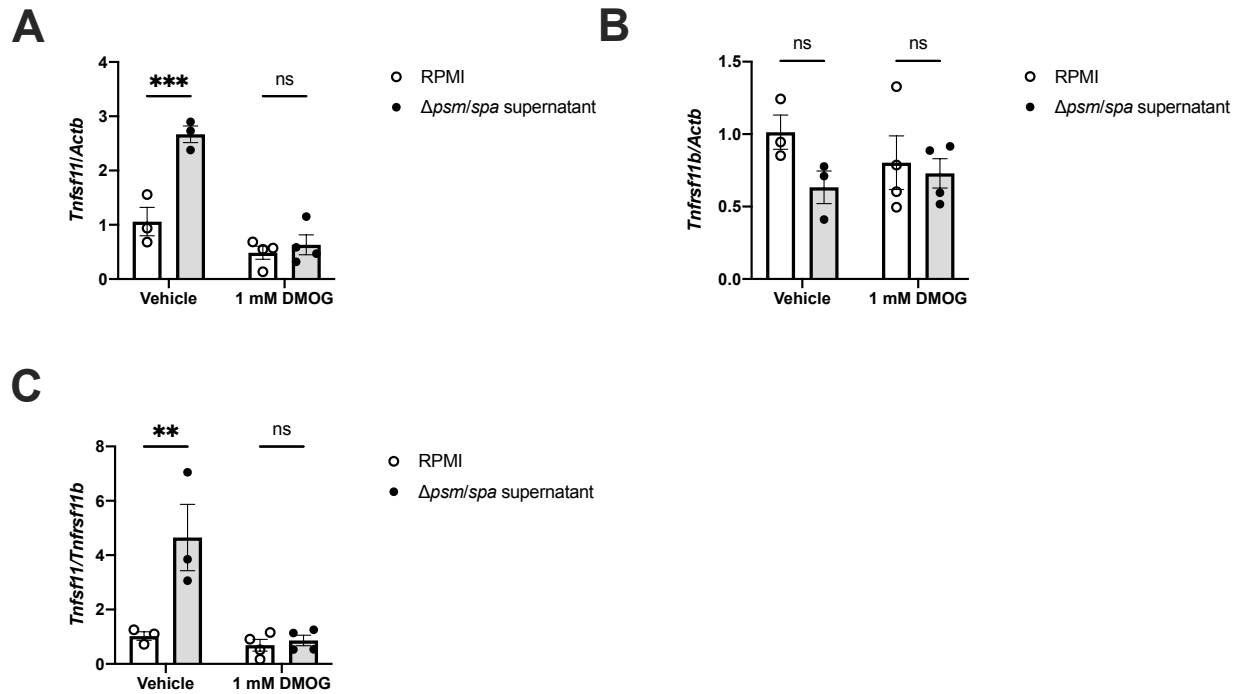 A
***
ns
4
3
2
1
0
Tnfsf11/Actb
Vehicle
1 mM DMOG
RPMI
Δpsm/spa supernatant
B
ns
ns
1.5
1.0
0.5
0.0
Tnfrsf11b/Actb
Vehicle
1 mM DMOG
RPMI
Δpsm/spa supernatant
C
**
ns
8
6
4
2
0
Tnfsf11/Tnfrsf11b
Vehicle
1 mM DMOG
RPMI
Δpsm/spa supernatant